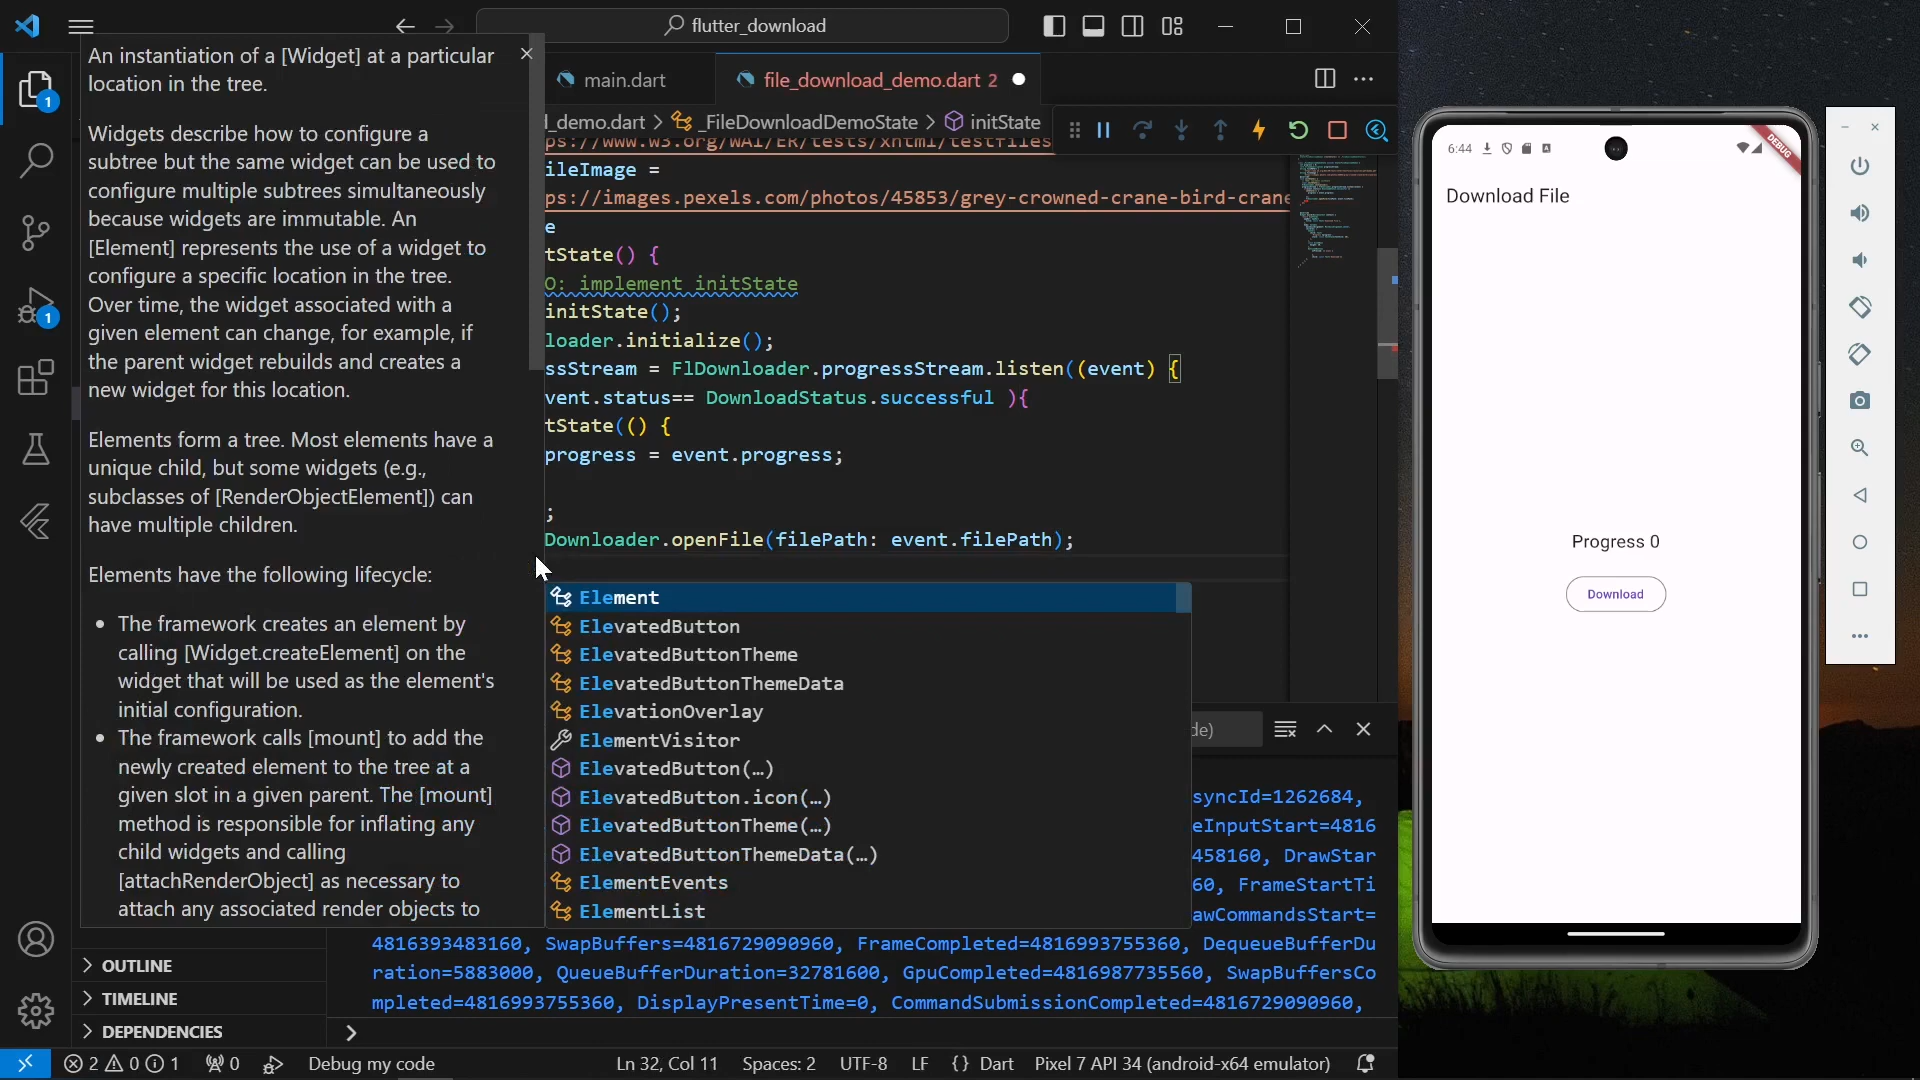 flutter_download
An instantiation of a [Widget] at a particular
location in the tree.
Widgets describe how to configure a
subtree but the same widget can be used to
configure multiple subtrees simultaneously
because widgets are immutable. An
[Element] represents the use of a widget to
configure a specific location in the tree.
Over time, the widget associated with a
given element can change, for example, if
the parent widget rebuilds and creates a
new widget for this location.
Elements form a tree. Most elements have a
unique child, but some widgets (e.g.,
subclasses of [RenderObjectElement]) can
have multiple children.
Elements have the following lifecycle:
• The framework creates an element by
calling [Widget.createElement] on the
widget that will be used as the element's
initial configuration.
• The framework calls [mount] to add the
newly created element to the tree at a
given slot in a given parent. The [mount]
method is responsible for inflating any
child widgets and calling
[attachRenderObject] as necessary to
attach any associated render objects to
1
1
main.dart
file_download_demo.dart 2
l_demo.dart > _FileDownloadDemoState > initState
ps://www.w3.org/WAI/ER/tests/xhtml/testfiles
ileImage =
ps://images.pexels.com/photos/45853/grey-crowned-crane-bird-crane
e
tState() {
O: implement initState
initState();
loader.initialize();
ssStream = FlDownloader.progressStream.listen((event) {
vent.status== DownloadStatus.successful ){
tState(() {
progress = event.progress;
;
Downloader.openFile(filePath: event.filePath);
Element
ElevatedButton
ElevatedButtonTheme
ElevatedButtonThemeData
ElevationOverlay
ElementVisitor
ElevatedButton(…)
ElevatedButton.icon(…)
ElevatedButtonTheme(…)
ElevatedButtonThemeData(…)
ElementEvents
ElementList
de)
syncId=1262684,
eInputStart=4816
458160, DrawStar
60, FrameStartTi
awCommandsStart=
4816393483160, SwapBuffers=4816729090960, FrameCompleted=4816993755360, DequeueBufferDu
ration=5883000, QueueBufferDuration=32781600, GpuCompleted=4816987735560, SwapBuffersCo
mpleted=4816993755360, DisplayPresentTime=0, CommandSubmissionCompleted=4816729090960,
>
OUTLINE
TIMELINE
DEPENDENCIES
2 0 1 0 Debug my code Ln 32, Col 11 Spaces: 2 UTF-8 LF {} Dart Pixel 7 API 34 (android-x64 emulator)
6:44
DEBUG
Download File
Progress 0
Download